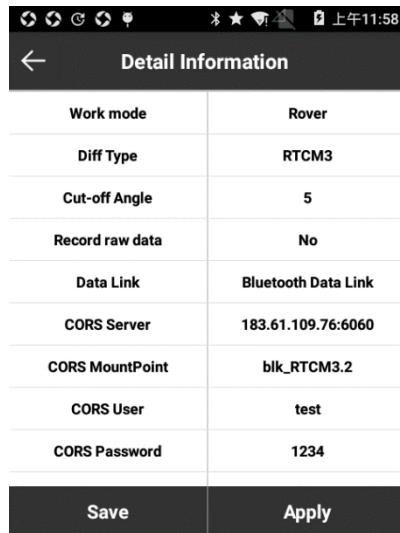 上午11:58
Detail Information
Work mode Rover
Diff Type RTCM3
Cut-off Angle 5
Record raw data No
Data Link Bluetooth Data Link
CORS Server 183.61.109.76:6060
CORS MountPoint blk_RTCM3.2
CORS User test
CORS Password 1234
Save Apply